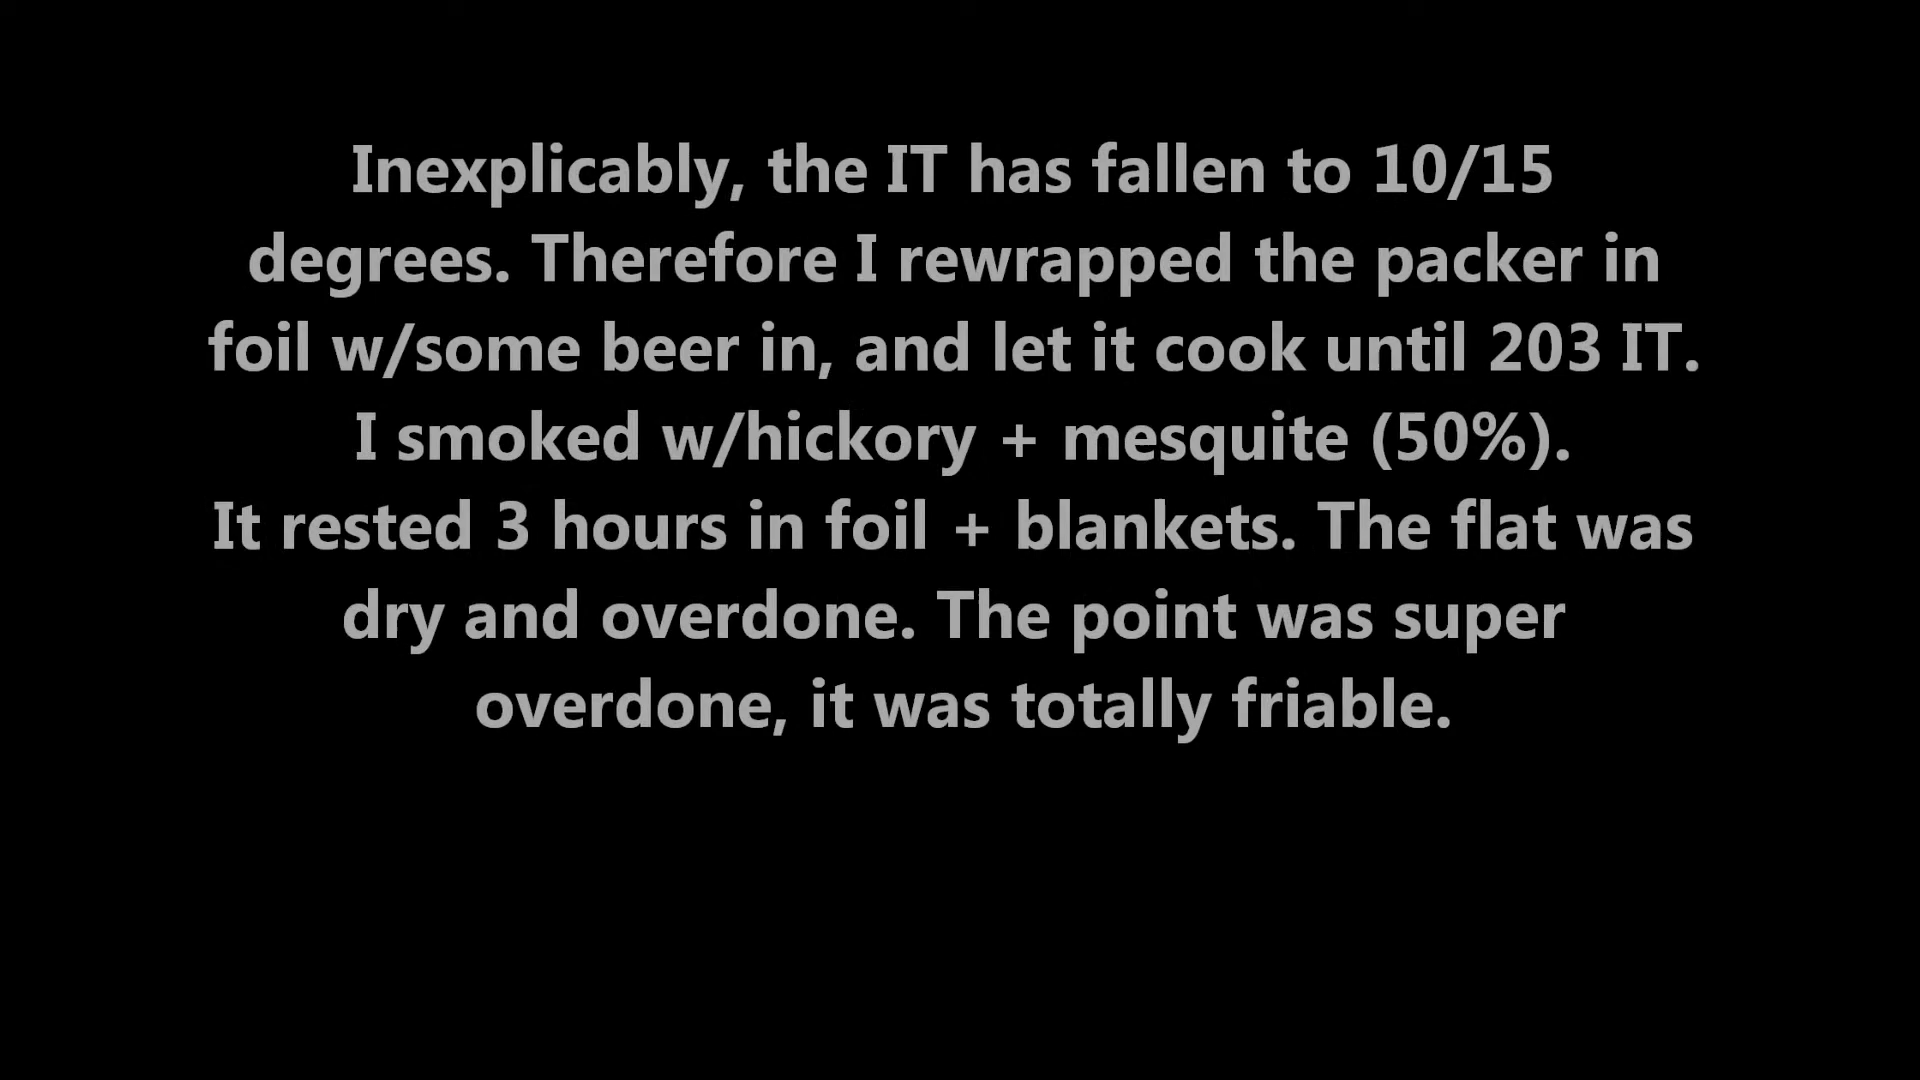 Inexplicably, the IT has fallen to 10/15
degrees. Therefore I rewrapped the packer in
foil w/some beer in, and let it cook until 203 IT.
I smoked w/hickory + mesquite (50%).
It rested 3 hours in foil + blankets. The flat was
dry and overdone. The point was super
overdone, it was totally friable.